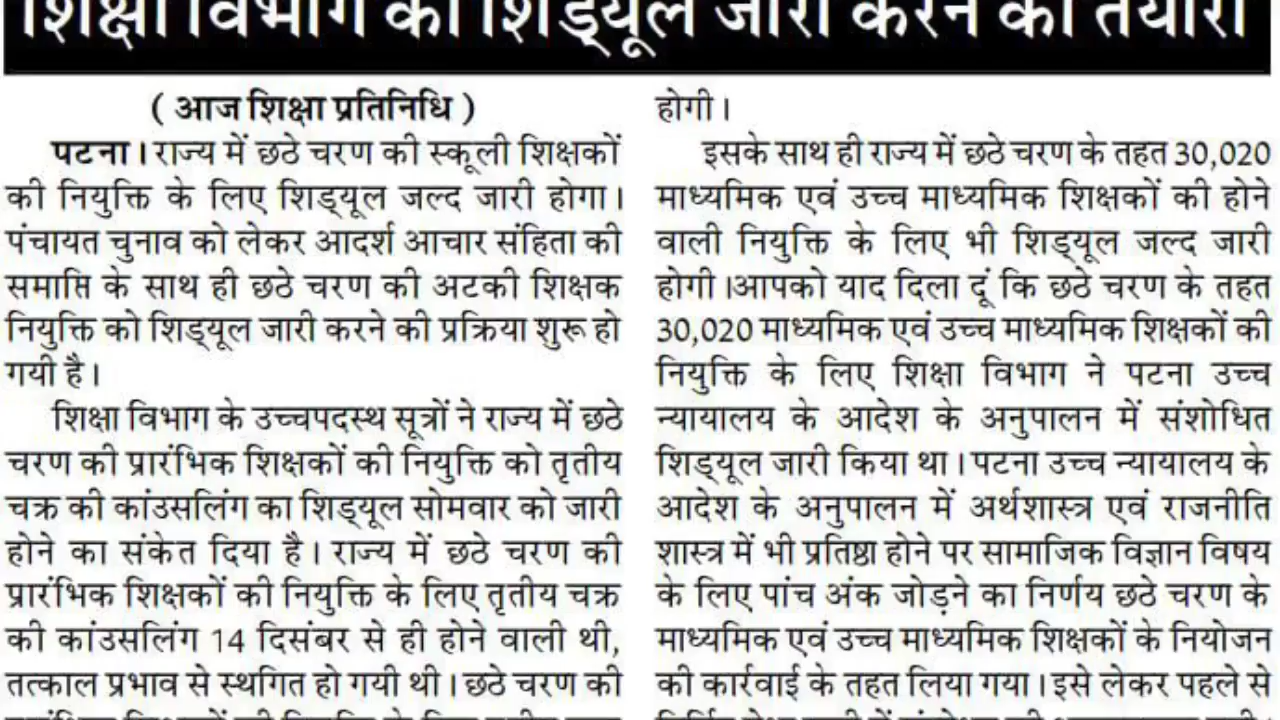 शिक्षा विभाग की शिड्यूल जारी करने की तैयारी
( आज शिक्षा प्रतिनिधि )
पटना। राज्य में छठे चरण की स्कूली शिक्षकों
की नियुक्ति के लिए शिड्यूल जल्द जारी होगा।
पंचायत चुनाव को लेकर आदर्श आचार संहिता की
समाप्ति के साथ ही छठे चरण की अटकी शिक्षक
नियुक्ति को शिड्यूल जारी करने की प्रक्रिया शुरू हो
गयी है।
शिक्षा विभाग के उच्चपदस्थ सूत्रों ने राज्य में छठे
चरण की प्रारंभिक शिक्षकों की नियुक्ति को तृतीय
चक्र की कांउसलिंग का शिड्यूल सोमवार को जारी
होने का संकेत दिया है। राज्य में छठे चरण की
प्रारंभिक शिक्षकों की नियुक्ति के लिए तृतीय चक्र
की कांउसलिंग 14 दिसंबर से ही होने वाली थी,
तत्काल प्रभाव से स्थगित हो गयी थी। छठे चरण की
होगी।
इसके साथ ही राज्य में छठे चरण के तहत 30,020
माध्यमिक एवं उच्च माध्यमिक शिक्षकों की होने
वाली नियुक्ति के लिए भी शिड्यूल जल्द जारी
होगी।आपको याद दिला दूं कि छठे चरण के तहत
30,020 माध्यमिक एवं उच्च माध्यमिक शिक्षकों की
नियुक्ति के लिए शिक्षा विभाग ने पटना उच्च
न्यायालय के आदेश के अनुपालन में संशोधित
शिड्यूल जारी किया था। पटना उच्च न्यायालय के
आदेश के अनुपालन में अर्थशास्त्र एवं राजनीति
शास्त्र में भी प्रतिष्ठा होने पर सामाजिक विज्ञान विषय
के लिए पांच अंक जोड़ने का निर्णय छठे चरण के
माध्यमिक एवं उच्च माध्यमिक शिक्षकों के नियोजन
की कार्रवाई के तहत लिया गया। इसे लेकर पहले से